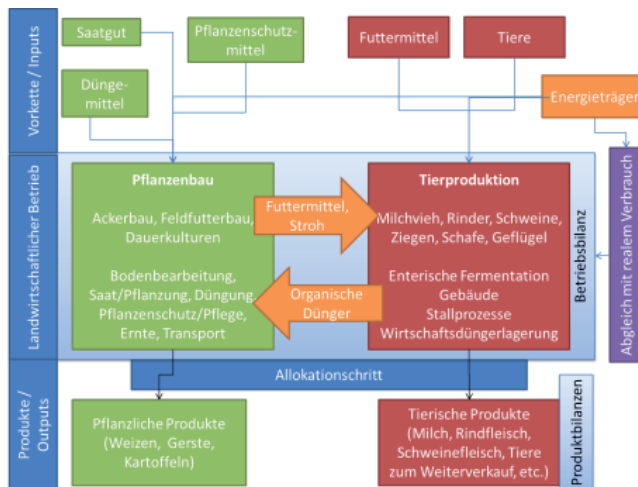 Vorkette / Inputs
Saatgut
Pflanzenschutz-
mittel
Futtermittel
Tiere
Dünge-
mittel
Energieträger
Landwirtschaftlicher Betrieb
Pflanzenbau
Ackerbau, Feldfutterbau,
Dauerkulturen
Bodenbearbeitung,
Saat/Pflanzung, Düngung,
Pflanzenschutz/Pflege,
Ernte, Transport
Futtermittel,
Stroh
Organische
Dünger
Tierproduktion
Milchvieh, Rinder, Schweine,
Ziegen, Schafe, Geflügel
Enterische Fermentation
Gebäude
Stallprozesse
Wirtschaftsdüngerlagerung
Betriebsbilanz
Abgleich mit realem Verbrauch
Allokationschritt
Produkte /
Outputs
Pflanzliche Produkte
(Weizen, Gerste,
Kartoffeln)
Tierische Produkte
(Milch, Rindfleisch,
Schweinefleisch, Tiere
zum Weiterverkauf, etc.)
Produktbilanzen